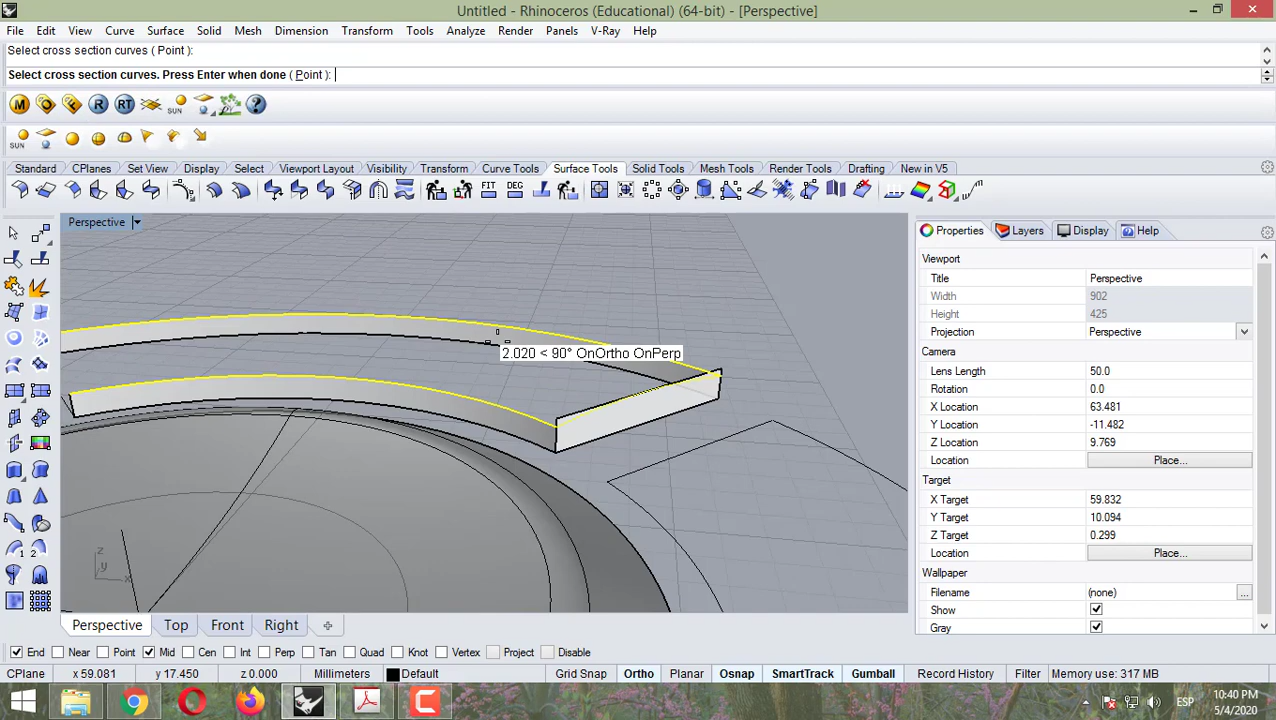 Untitled - Rhinoceros (Educational) (64-bit) - [Perspective]
File Edit View Curve Surface Solid Mesh Dimension Transform Tools Analyze Render Panels V-Ray Help
Select cross section curves ( Point ):
Select cross section curves. Press Enter when done ( Point ):
M O F R RT SUN
SUN
Standard CPlanes Set View Display Select Viewport Layout Visibility Transform Curve Tools Surface Tools Solid Tools Mesh Tools Render Tools Drafting New in V5
FIT DEG
Perspective
Properties Layers Display Help
Viewport
Title Perspective
Width 902
Height 425
Projection Perspective
Camera
Lens Length 50.0
Rotation 0.0
X Location 63.481
Y Location -11.482
Z Location 9.769
Location Place...
Target
X Target 59.832
Y Target 10.094
Z Target 0.299
Location Place...
Wallpaper
Filename (none) ...
Show
Gray
2.020 < 90° OnOrtho OnPerp
z
y
x
Perspective Top Front Right
End Near Point Mid Cen Int Perp Tan Quad Knot Vertex Project Disable
CPlane x 59.081 y 17.450 z 0.000 Millimeters Default Grid Snap Ortho Planar Osnap SmartTrack Gumball Record History Filter Memory use: 317 MB
ESP
10:40 PM
5/4/2020